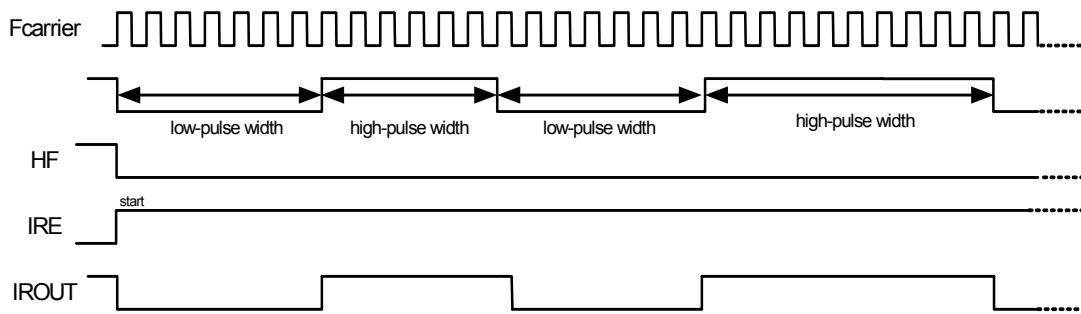 Fcarrier
low-pulse width
high-pulse width
low-pulse width
high-pulse width
HF
start
IRE
IROUT